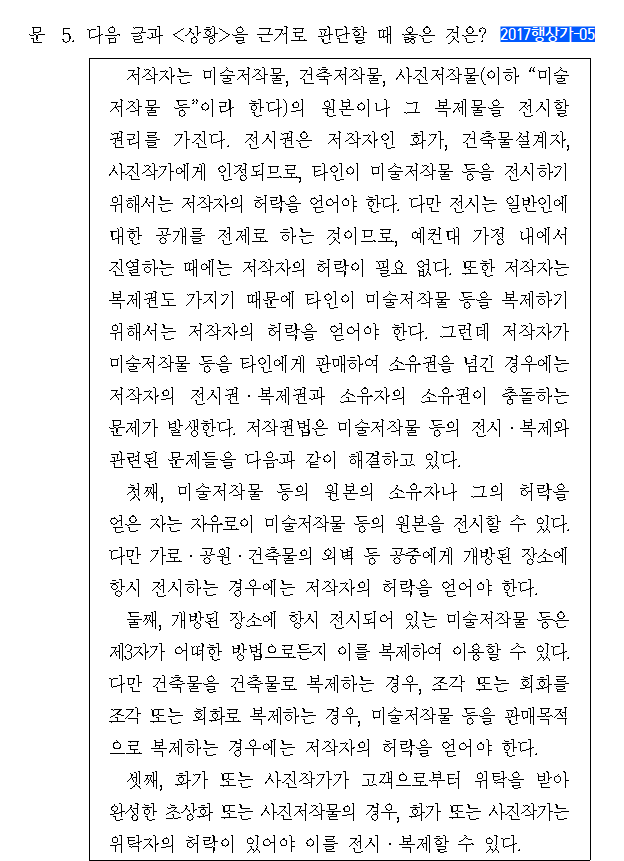 문 5. 다음 글과 <상황>을 근거로 판단할 때 옳은 것은? 2017행상가-05
저작자는 미술저작물, 건축저작물, 사진저작물(이하 “미술
저작물 등”이라 한다)의 원본이나 그 복제물을 전시할
권리를 가진다. 전시권은 저작자인 화가, 건축물설계자,
사진작가에게 인정되므로, 타인이 미술저작물 등을 전시하기
위해서는 저작자의 허락을 얻어야 한다. 다만 전시는 일반인에
대한 공개를 전제로 하는 것이므로, 예컨대 가정 내에서
진열하는 때에는 저작자의 허락이 필요 없다. 또한 저작자는
복제권도 가지기 때문에 타인이 미술저작물 등을 복제하기
위해서는 저작자의 허락을 얻어야 한다. 그런데 저작자가
미술저작물 등을 타인에게 판매하여 소유권을 넘긴 경우에는
저작자의 전시권·복제권과 소유자의 소유권이 충돌하는
문제가 발생한다. 저작권법은 미술저작물 등의 전시·복제와
관련된 문제들을 다음과 같이 해결하고 있다.
첫째, 미술저작물 등의 원본의 소유자나 그의 허락을
얻은 자는 자유로이 미술저작물 등의 원본을 전시할 수 있다.
다만 가로·공원·건축물의 외벽 등 공중에게 개방된 장소에
항시 전시하는 경우에는 저작자의 허락을 얻어야 한다.
둘째, 개방된 장소에 항시 전시되어 있는 미술저작물 등은
제3자가 어떠한 방법으로든지 이를 복제하여 이용할 수 있다.
다만 건축물을 건축물로 복제하는 경우, 조각 또는 회화를
조각 또는 회화로 복제하는 경우, 미술저작물 등을 판매목적
으로 복제하는 경우에는 저작자의 허락을 얻어야 한다.
셋째, 화가 또는 사진작가가 고객으로부터 위탁을 받아
완성한 초상화 또는 사진저작물의 경우, 화가 또는 사진작가는
위탁자의 허락이 있어야 이를 전시·복제할 수 있다.